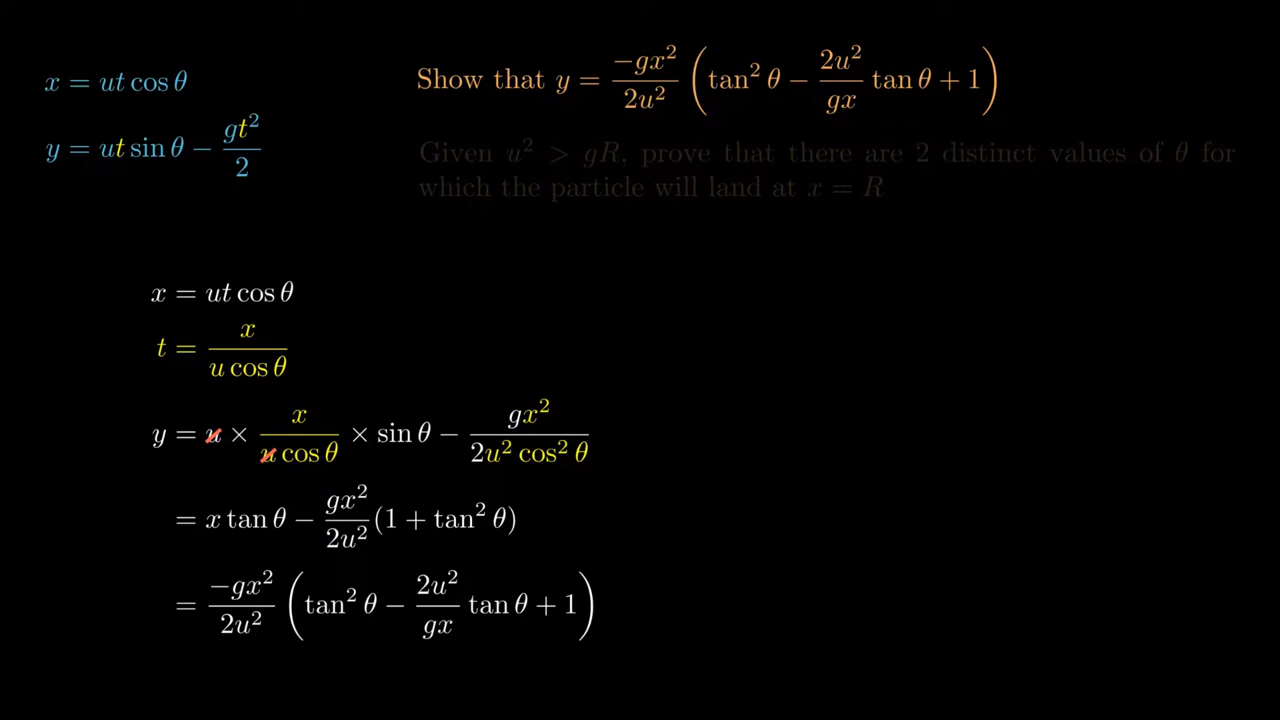 x = ut cos θ
y = ut sin θ − gt²/2
Show that y = −gx²/2u² (tan² θ − 2u²/gx tan θ + 1)
Given u² > gR, prove that there are 2 distinct values of θ for
which the particle will land at x = R
x = ut cos θ
t = x/(u cos θ)
y = u × x/(u cos θ) × sin θ − gx²/(2u² cos² θ)
= x tan θ − gx²/2u² (1 + tan² θ)
= −gx²/2u² (tan² θ − 2u²/gx tan θ + 1)